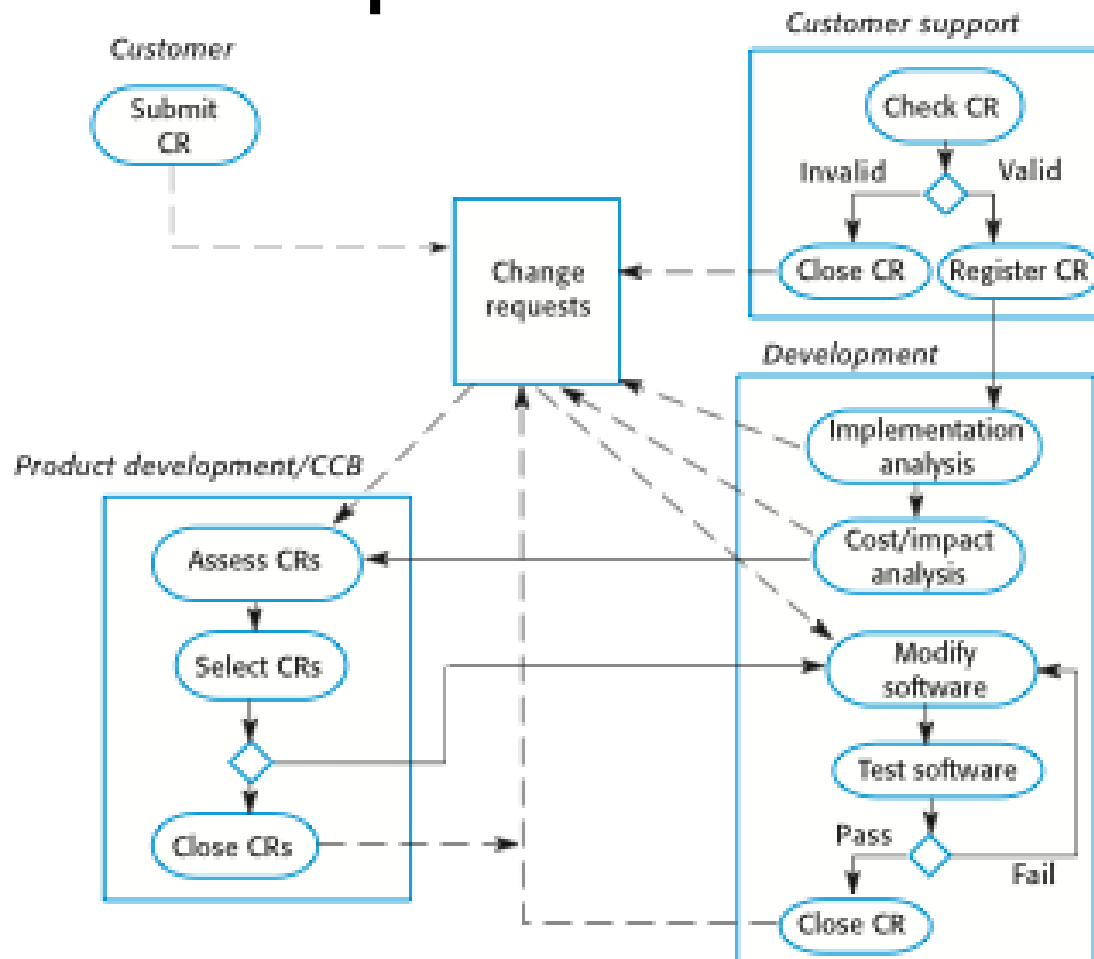 Customer
Submit
CR
Customer support
Check CR
Invalid
Valid
Close CR
Register CR
Change
requests
Development
Implementation
analysis
Cost/impact
analysis
Modify
software
Test software
Pass
Fail
Close CR
Product development/CCB
Assess CRs
Select CRs
Close CRs